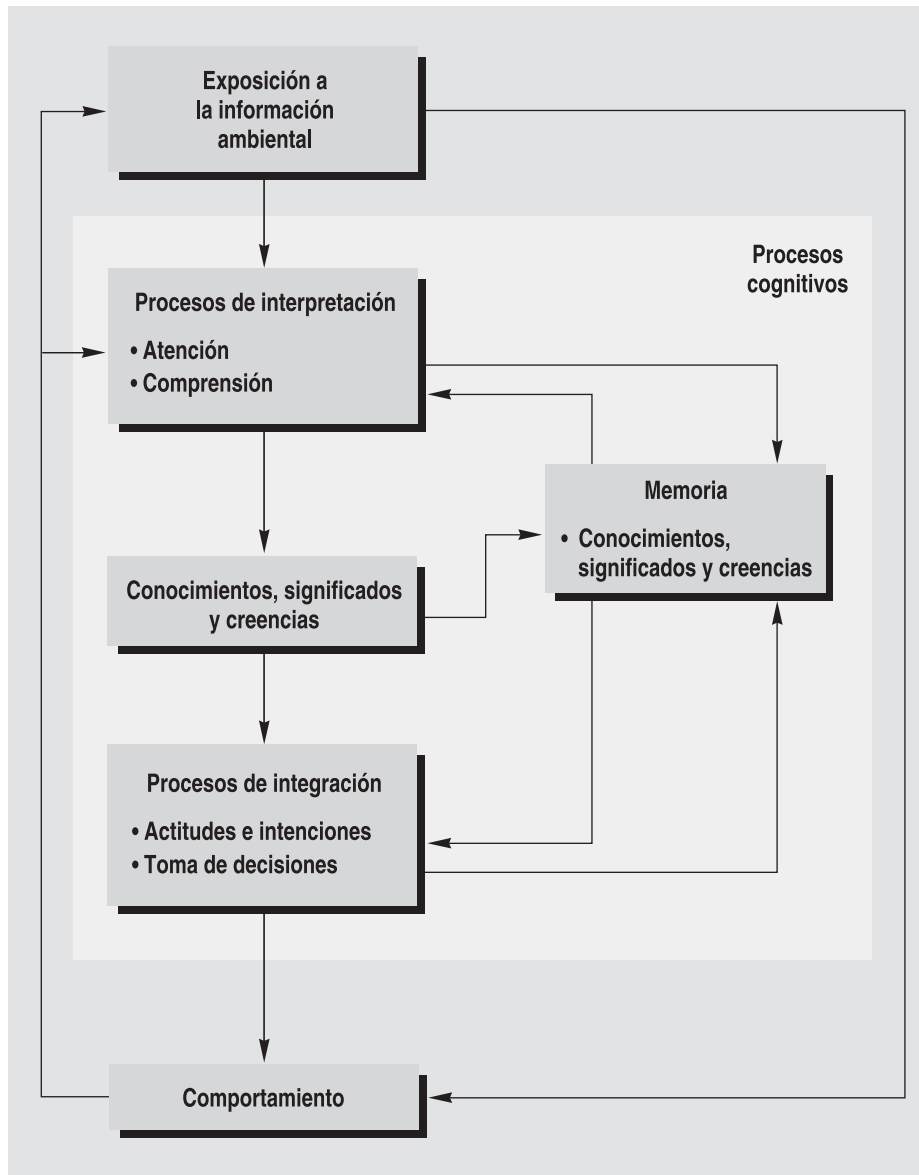 Exposición a
la información
ambiental
Procesos
cognitivos
Procesos de interpretación
• Atención
• Comprensión
Memoria
• Conocimientos,
significados y creencias
Conocimientos, significados
y creencias
Procesos de integración
• Actitudes e intenciones
• Toma de decisiones
Comportamiento